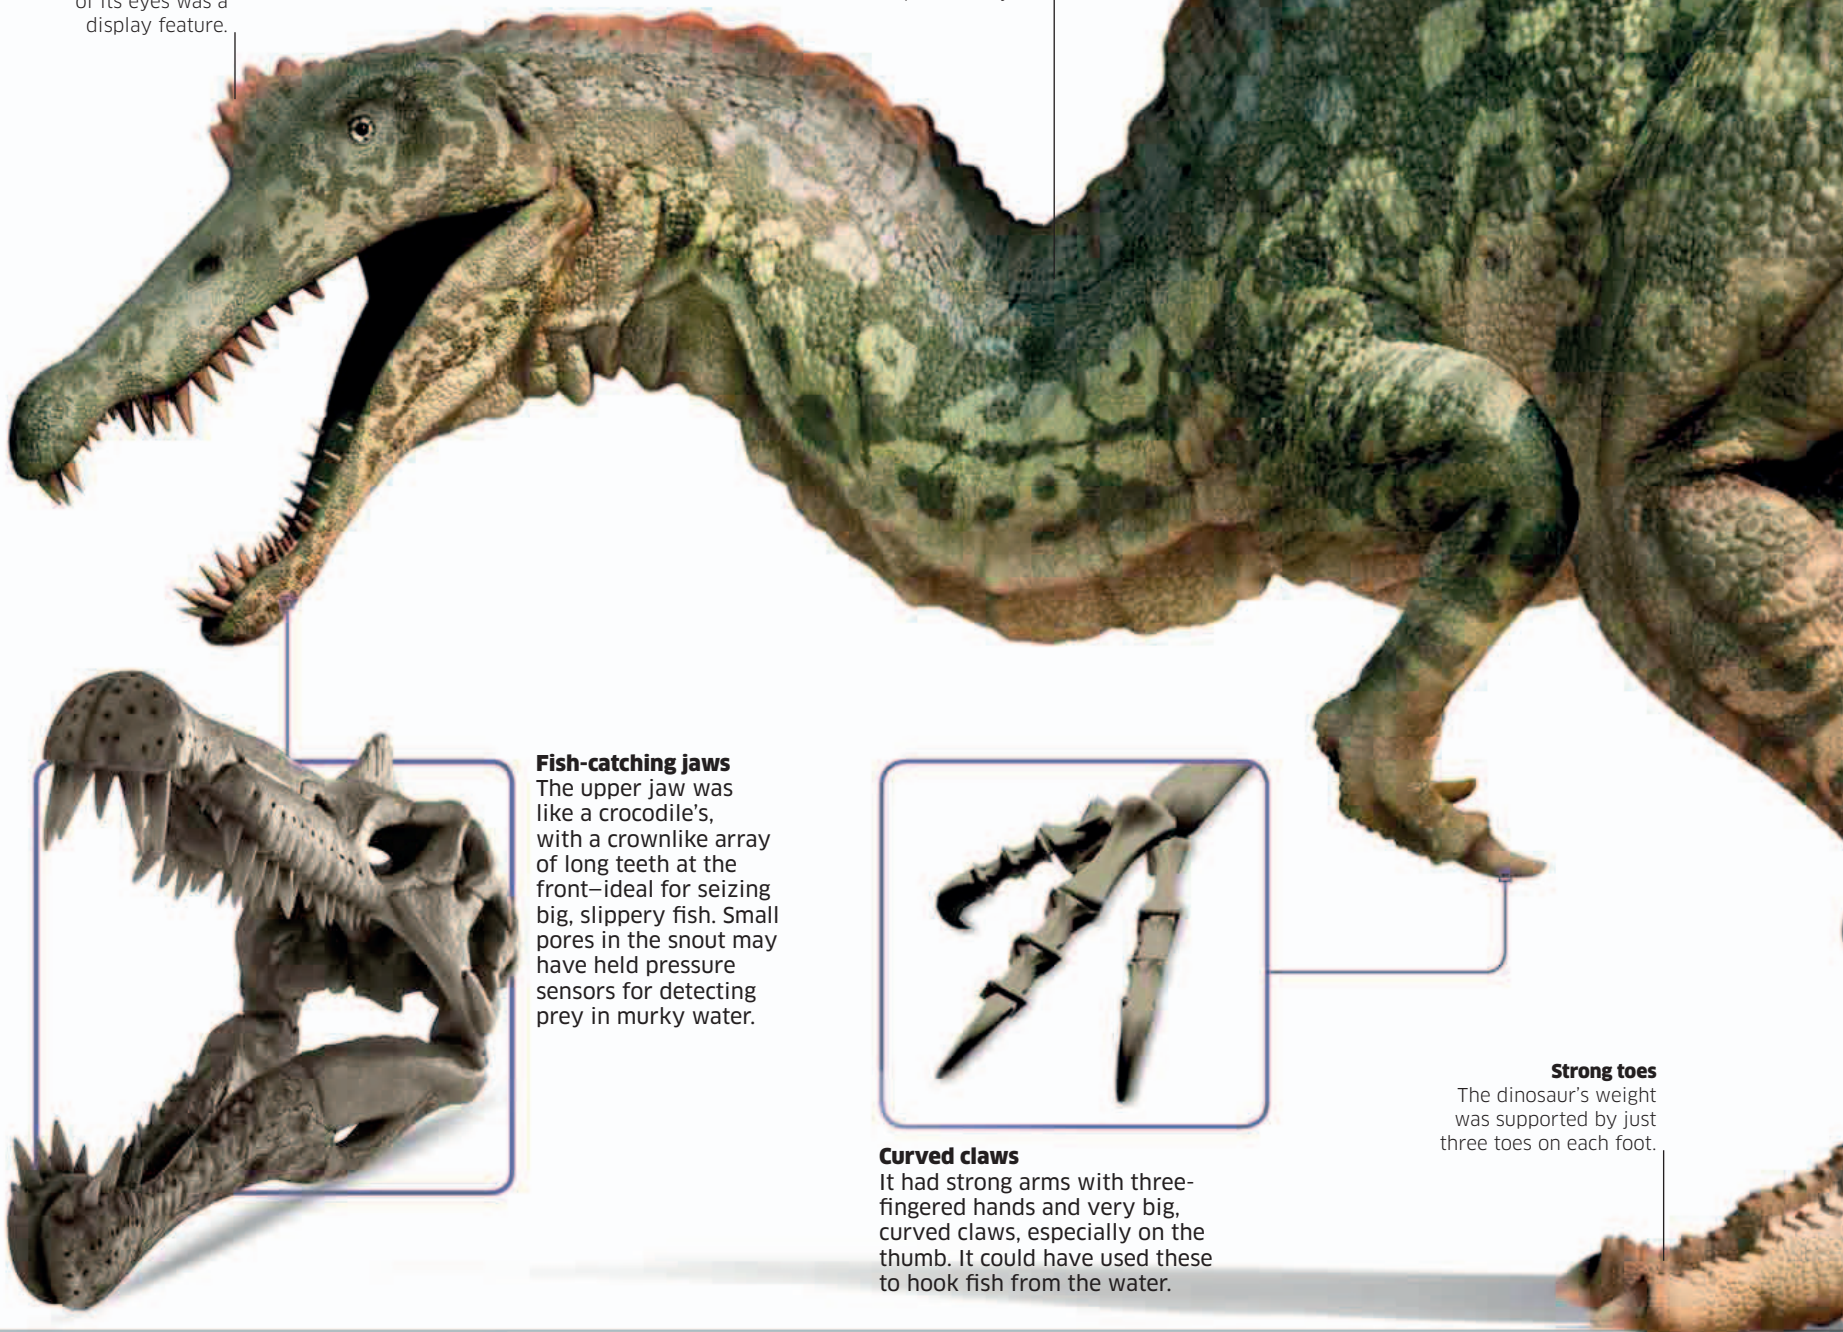 of its eyes was a
display feature.
Fish-catching jaws
The upper jaw was
like a crocodile's,
with a crownlike array
of long teeth at the
front—ideal for seizing
big, slippery fish. Small
pores in the snout may
have held pressure
sensors for detecting
prey in murky water.
Curved claws
It had strong arms with three-
fingered hands and very big,
curved claws, especially on the
thumb. It could have used these
to hook fish from the water.
Strong toes
The dinosaur's weight
was supported by just
three toes on each foot.